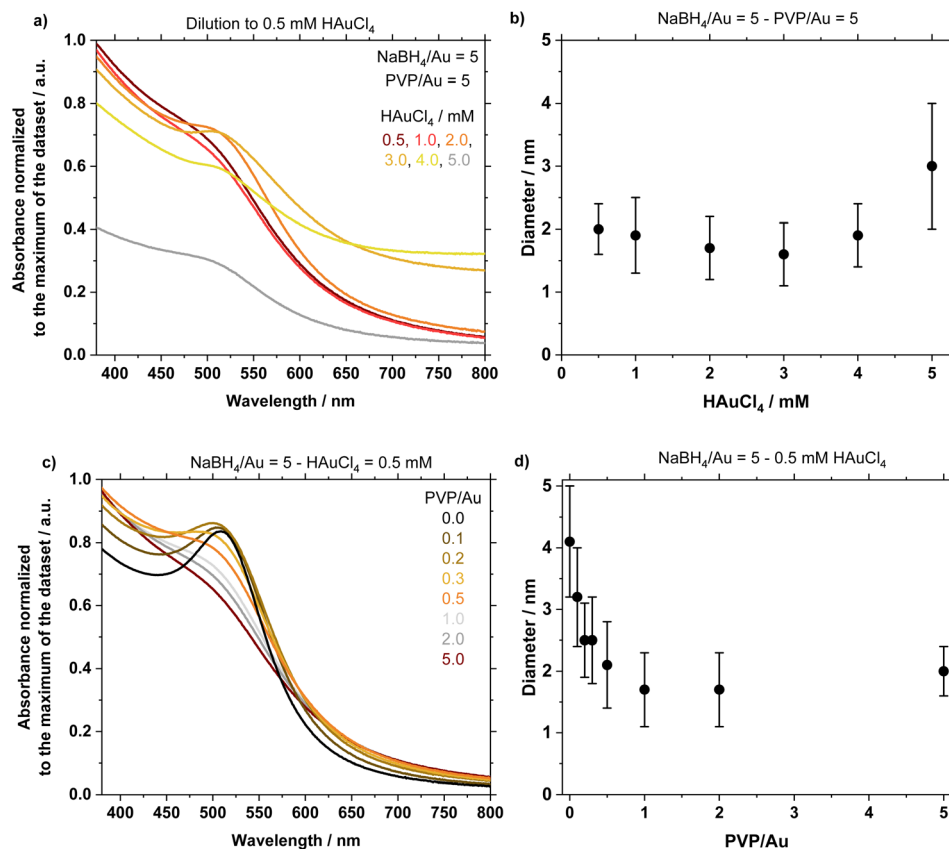 a)
Dilution to 0.5 mM HAuCl₄
Absorbance normalized
to the maximum of the dataset / a.u.
1.0
0.8
0.6
0.4
0.2
0.0
NaBH₄/Au = 5
PVP/Au = 5
HAuCl₄ / mM
0.5, 1.0, 2.0,
3.0, 4.0, 5.0
400 450 500 550 600 650 700 750 800
Wavelength / nm
b)
NaBH₄/Au = 5 - PVP/Au = 5
Diameter / nm
5
4
3
2
1
0
0 1 2 3 4 5
HAuCl₄ / mM
c)
NaBH₄/Au = 5 - HAuCl₄ = 0.5 mM
Absorbance normalized
to the maximum of the dataset / a.u.
1.0
0.8
0.6
0.4
0.2
0.0
PVP/Au
0.0
0.1
0.2
0.3
0.5
1.0
2.0
5.0
400 450 500 550 600 650 700 750 800
Wavelength / nm
d)
NaBH₄/Au = 5 - 0.5 mM HAuCl₄
Diameter / nm
5
4
3
2
1
0
0 1 2 3 4 5
PVP/Au